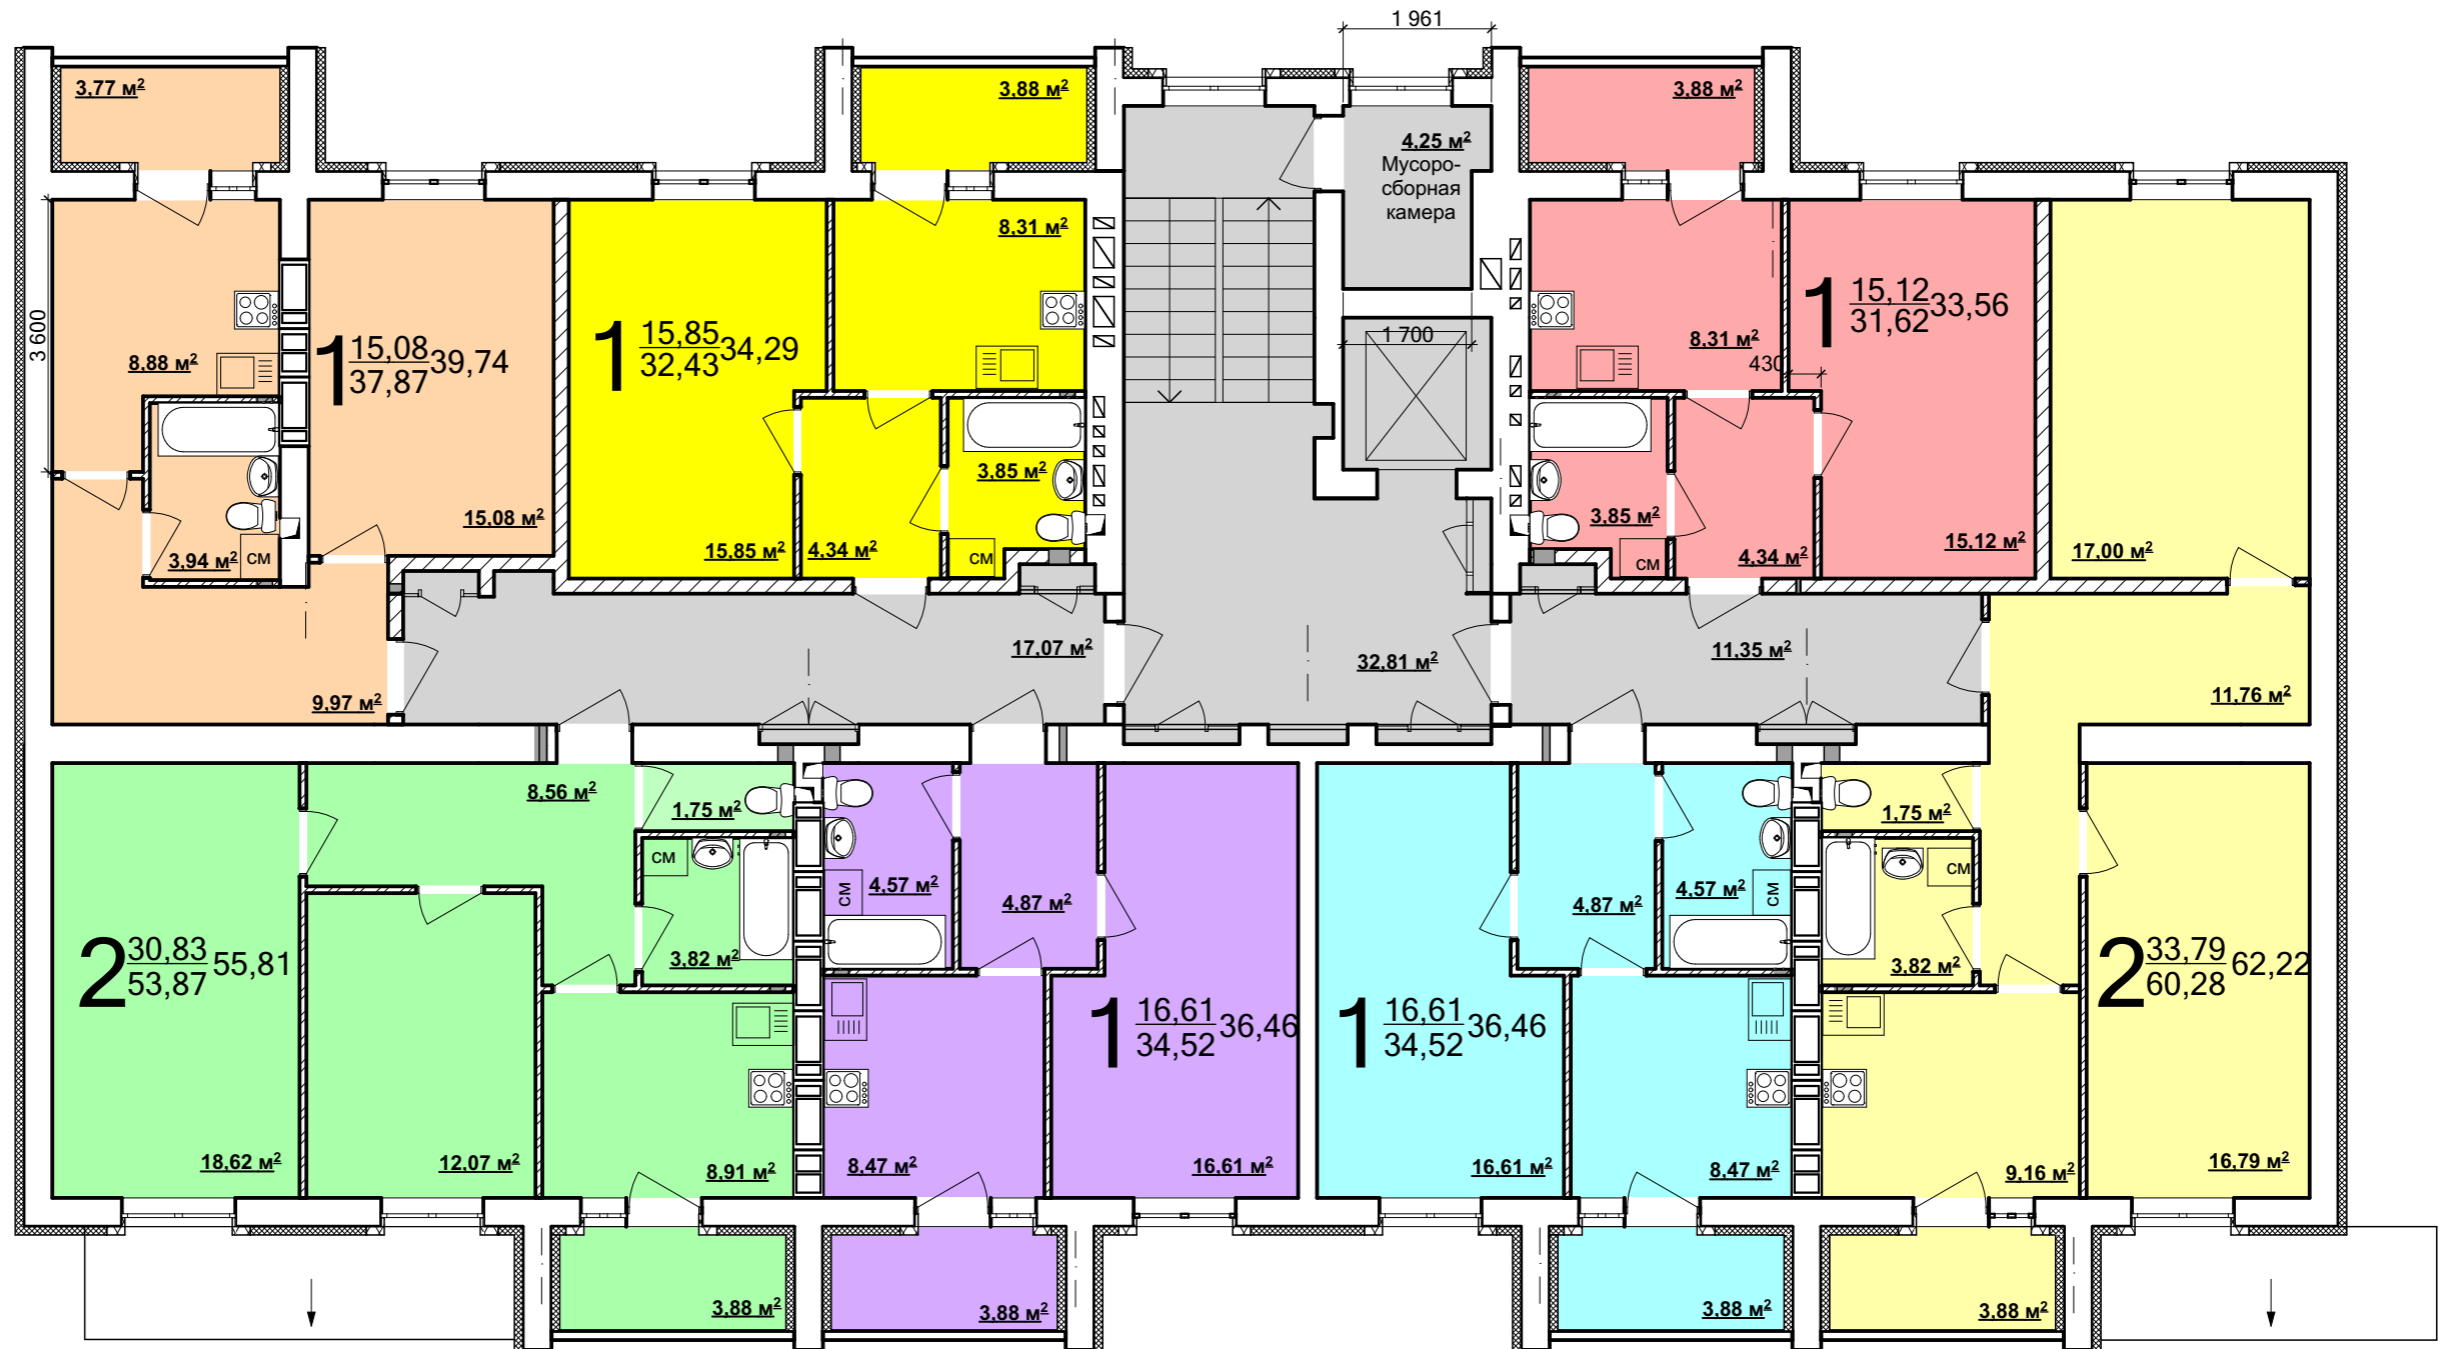 1 961
3,77 м²
3,88 м²
4,25 м²
Мусоро-
сборная
камера
3,88 м²
3 600
8,88 м²
1 15,08 39,74
37,87
15,08 м²
3,94 м²
СМ
9,97 м²
1 15,85 34,29
32,43
15,85 м²
8,31 м²
4,34 м²
3,85 м²
СМ
1 700
17,07 м²
32,81 м²
11,35 м²
8,31 м²
430
3,85 м²
СМ
4,34 м²
1 15,12 33,56
31,62
15,12 м²
17,00 м²
11,76 м²
8,56 м²
1,75 м²
СМ
3,82 м²
2 30,83 55,81
53,87
18,62 м²
12,07 м²
8,91 м²
3,88 м²
СМ
4,57 м²
4,87 м²
1 16,61 36,46
34,52
8,47 м²
16,61 м²
3,88 м²
1 16,61 36,46
34,52
4,87 м²
4,57 м²
СМ
16,61 м²
8,47 м²
3,88 м²
1,75 м²
СМ
3,82 м²
2 33,79 62,22
60,28
9,16 м²
16,79 м²
3,88 м²